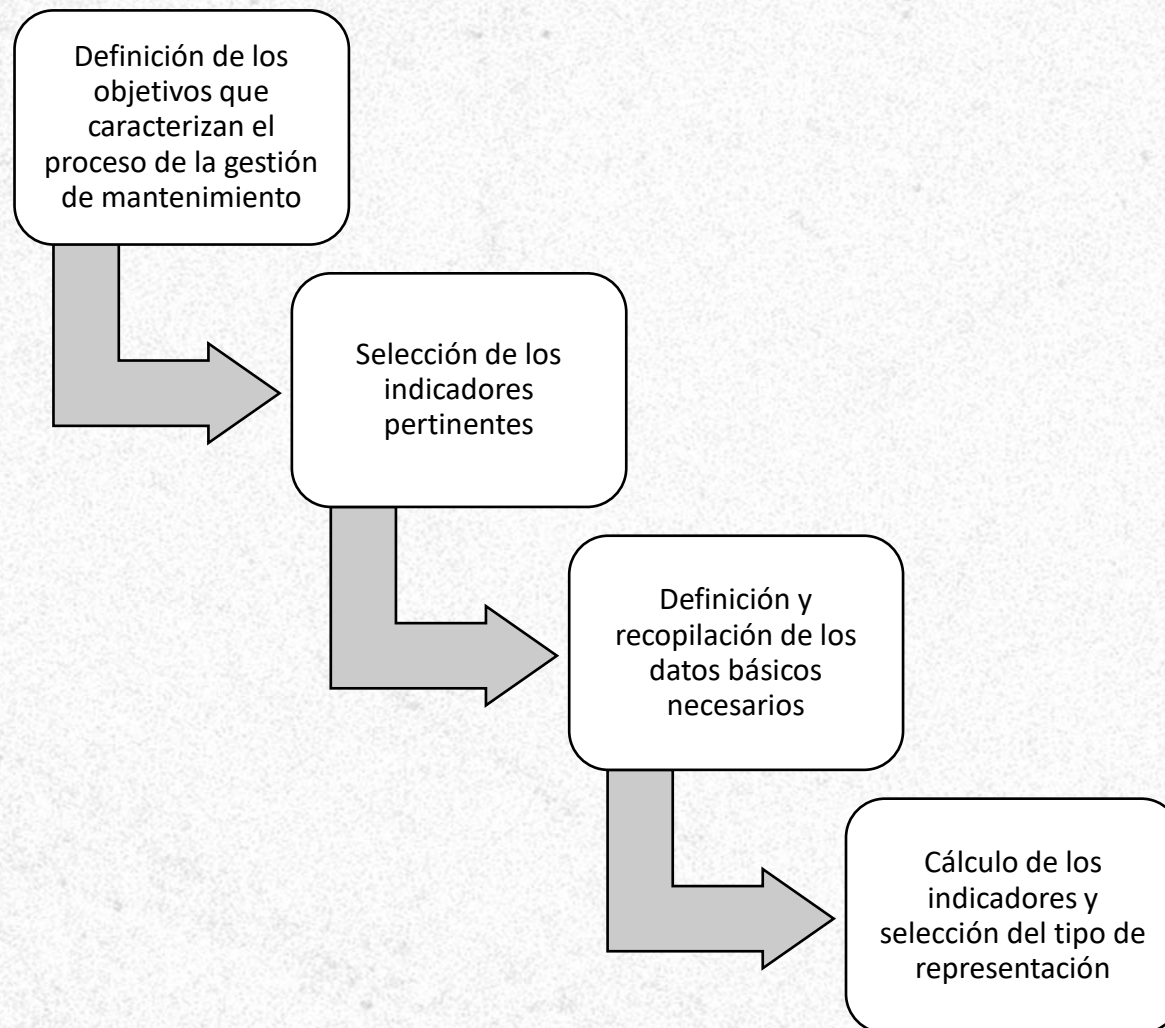 Definición de los
objetivos que
caracterizan el
proceso de la gestión
de mantenimiento
Selección de los
indicadores
pertinentes
Definición y
recopilación de los
datos básicos
necesarios
Cálculo de los
indicadores y
selección del tipo de
representación